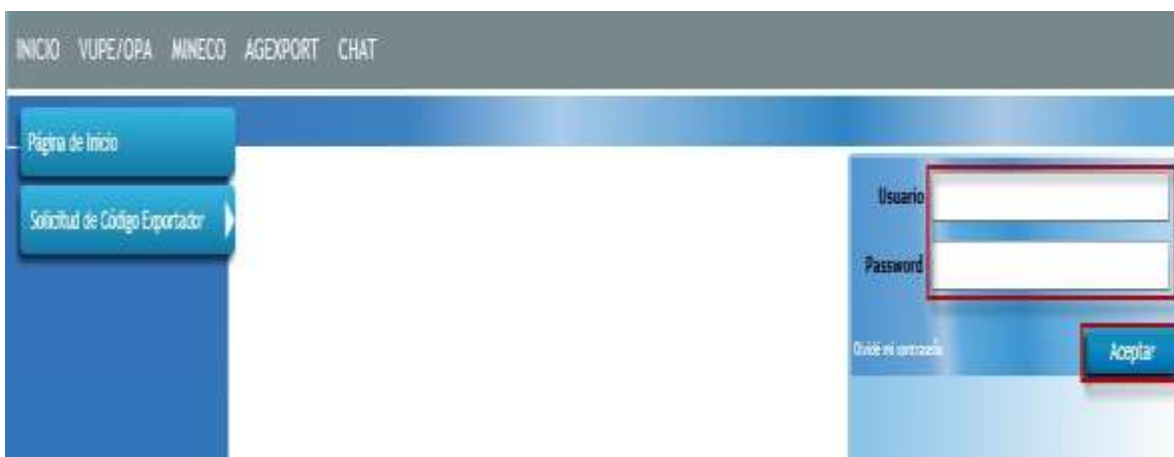 INICIO VUPE/OPA MINECO AGEXPORT CHAT
Página de Inicio
Solicitud de Código Exportador
Usuario
Password
Olvidé mi contraseña
Aceptar